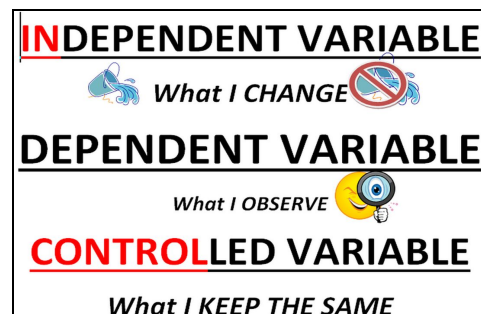 INDEPENDENT VARIABLE
What I CHANGE
DEPENDENT VARIABLE
What I OBSERVE
CONTROLLED VARIABLE
What I KEEP THE SAME